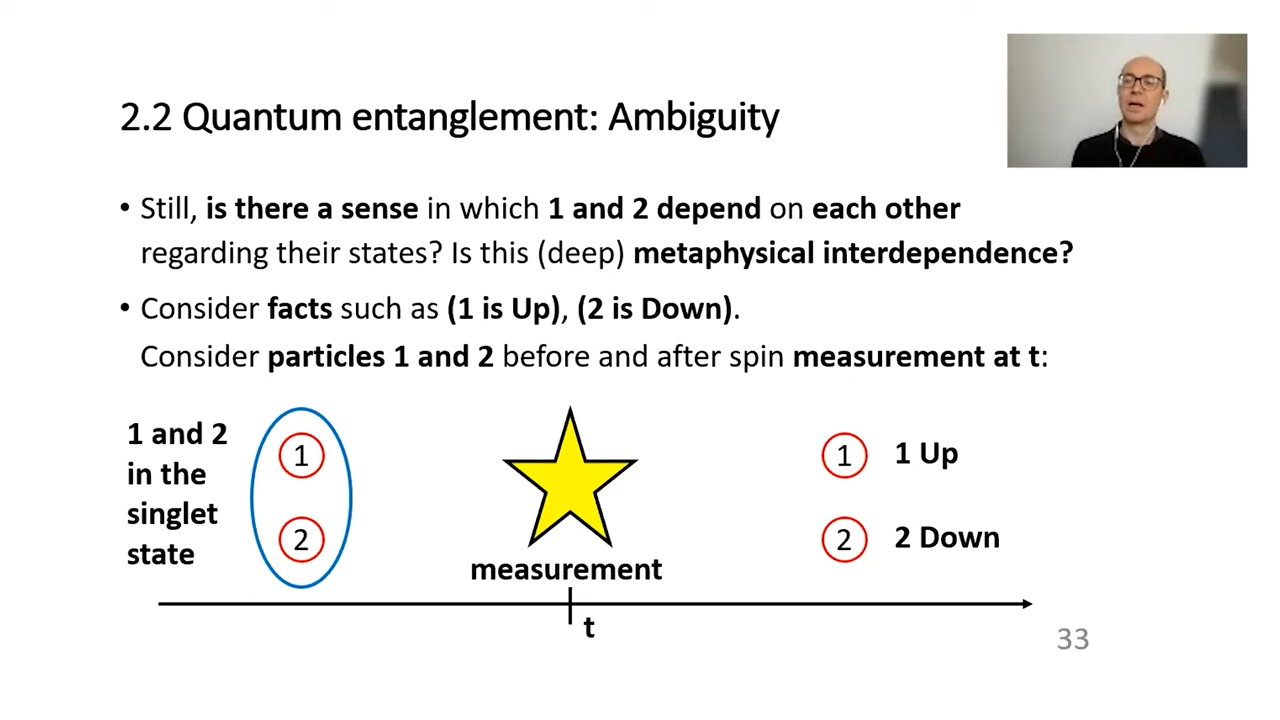 2.2 Quantum entanglement: Ambiguity
• Still, is there a sense in which 1 and 2 depend on each other
regarding their states? Is this (deep) metaphysical interdependence?
• Consider facts such as (1 is Up), (2 is Down).
Consider particles 1 and 2 before and after spin measurement at t:
1 and 2
in the
singlet
state
1
2
measurement
t
1 1 Up
2 2 Down
33